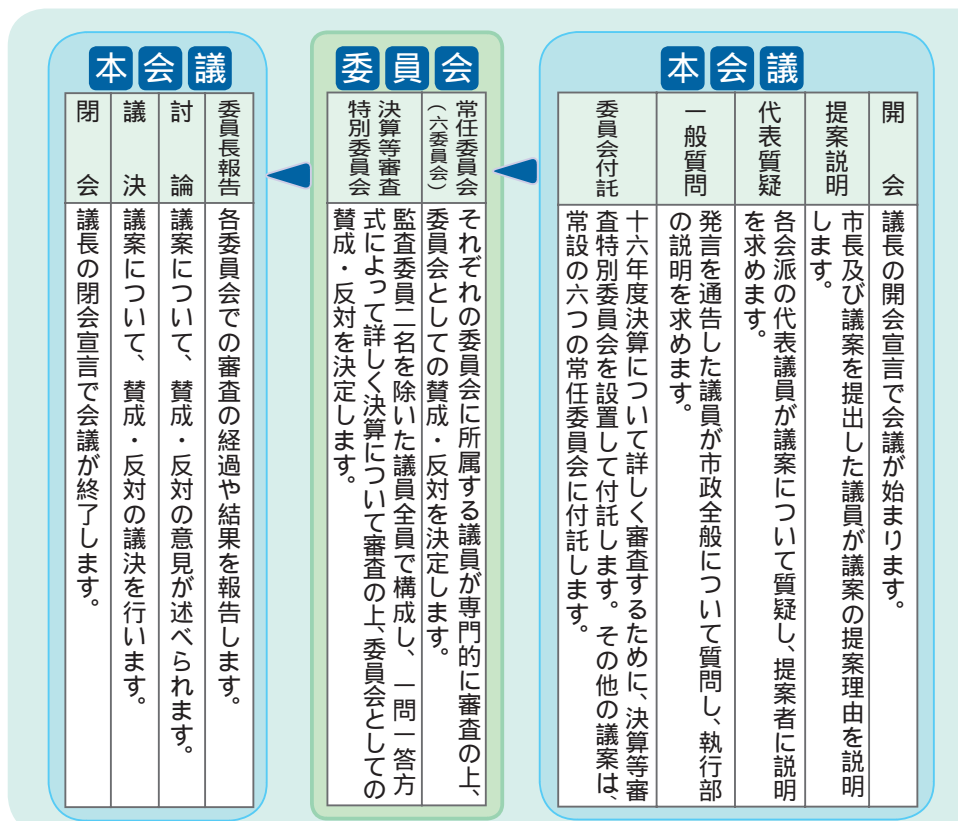 本会議
開会
議長の開会宣言で会議が始まります。
提案説明
市長及び議案を提出した議員が議案の提案理由を説明
します。
代表質疑
各会派の代表議員が議案について質疑し、提案者に説明
を求めます。
一般質問
発言を通告した議員が市政全般について質問し、執行部
の説明を求めます。
委員会付託
十六年度決算について詳しく審査するために、決算等審
査特別委員会を設置して付託します。その他の議案は、
常設の六つの常任委員会に付託します。
委員会
常任委員会
（六委員会）
それぞれの委員会に所属する議員が専門的に審査の上、
委員会としての賛成・反対を決定します。
決算等審査
特別委員会
監査委員二名を除いた議員全員で構成し、一問一答方
式によって詳しく決算について審査の上、委員会としての
賛成・反対を決定します。
本会議
委員長報告
各委員会での審査の経過や結果を報告します。
討論
議案について、賛成・反対の意見が述べられます。
議決
議案について、賛成・反対の議決を行います。
閉会
議長の閉会宣言で会議が終了します。